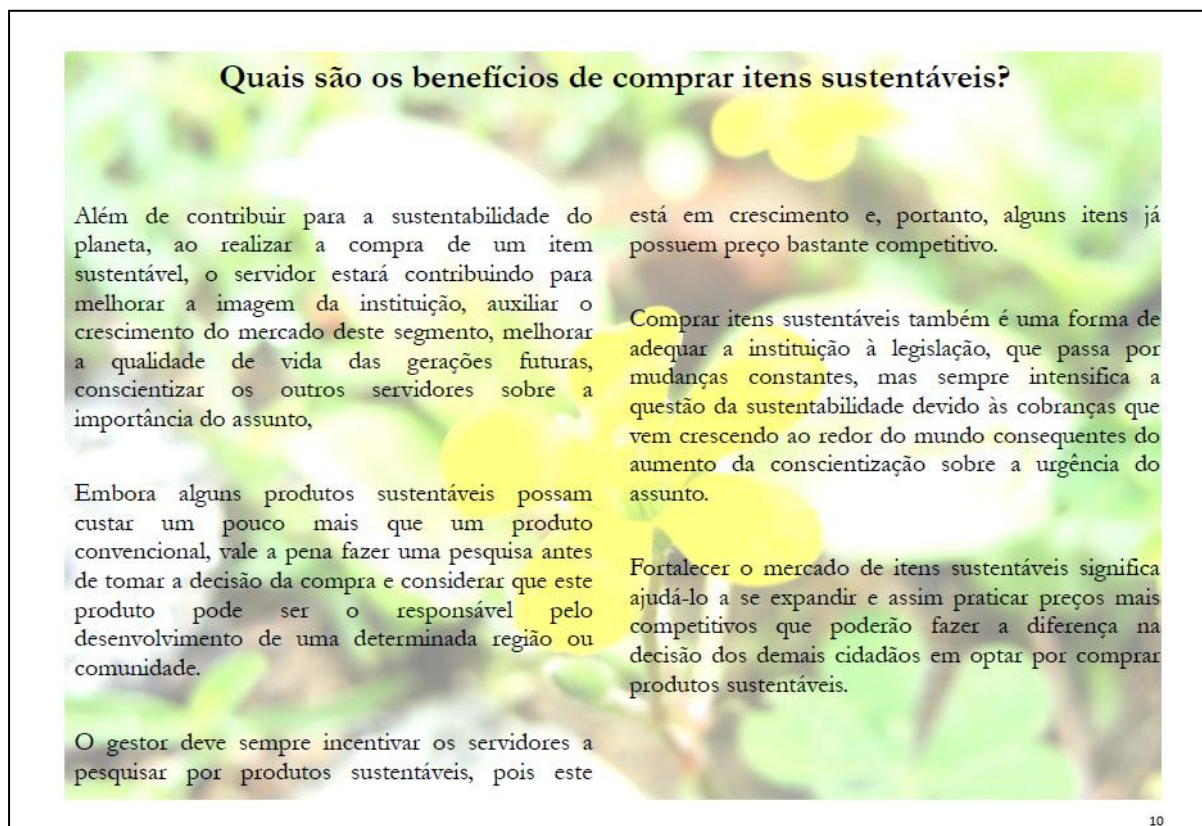 Quais são os benefícios de comprar itens sustentáveis?
Além de contribuir para a sustentabilidade do
planeta, ao realizar a compra de um item
sustentável, o servidor estará contribuindo para
melhorar a imagem da instituição, auxiliar o
crescimento do mercado deste segmento, melhorar
a qualidade de vida das gerações futuras,
conscientizar os outros servidores sobre a
importância do assunto,
Embora alguns produtos sustentáveis possam
custar um pouco mais que um produto
convencional, vale a pena fazer uma pesquisa antes
de tomar a decisão da compra e considerar que este
produto pode ser o responsável pelo
desenvolvimento de uma determinada região ou
comunidade.
O gestor deve sempre incentivar os servidores a
pesquisar por produtos sustentáveis, pois este
está em crescimento e, portanto, alguns itens já
possuem preço bastante competitivo.
Comprar itens sustentáveis também é uma forma de
adequar a instituição à legislação, que passa por
mudanças constantes, mas sempre intensifica a
questão da sustentabilidade devido às cobranças que
vem crescendo ao redor do mundo consequentes do
aumento da conscientização sobre a urgência do
assunto.
Fortalecer o mercado de itens sustentáveis significa
ajudá-lo a se expandir e assim praticar preços mais
competitivos que poderão fazer a diferença na
decisão dos demais cidadãos em optar por comprar
produtos sustentáveis.
10